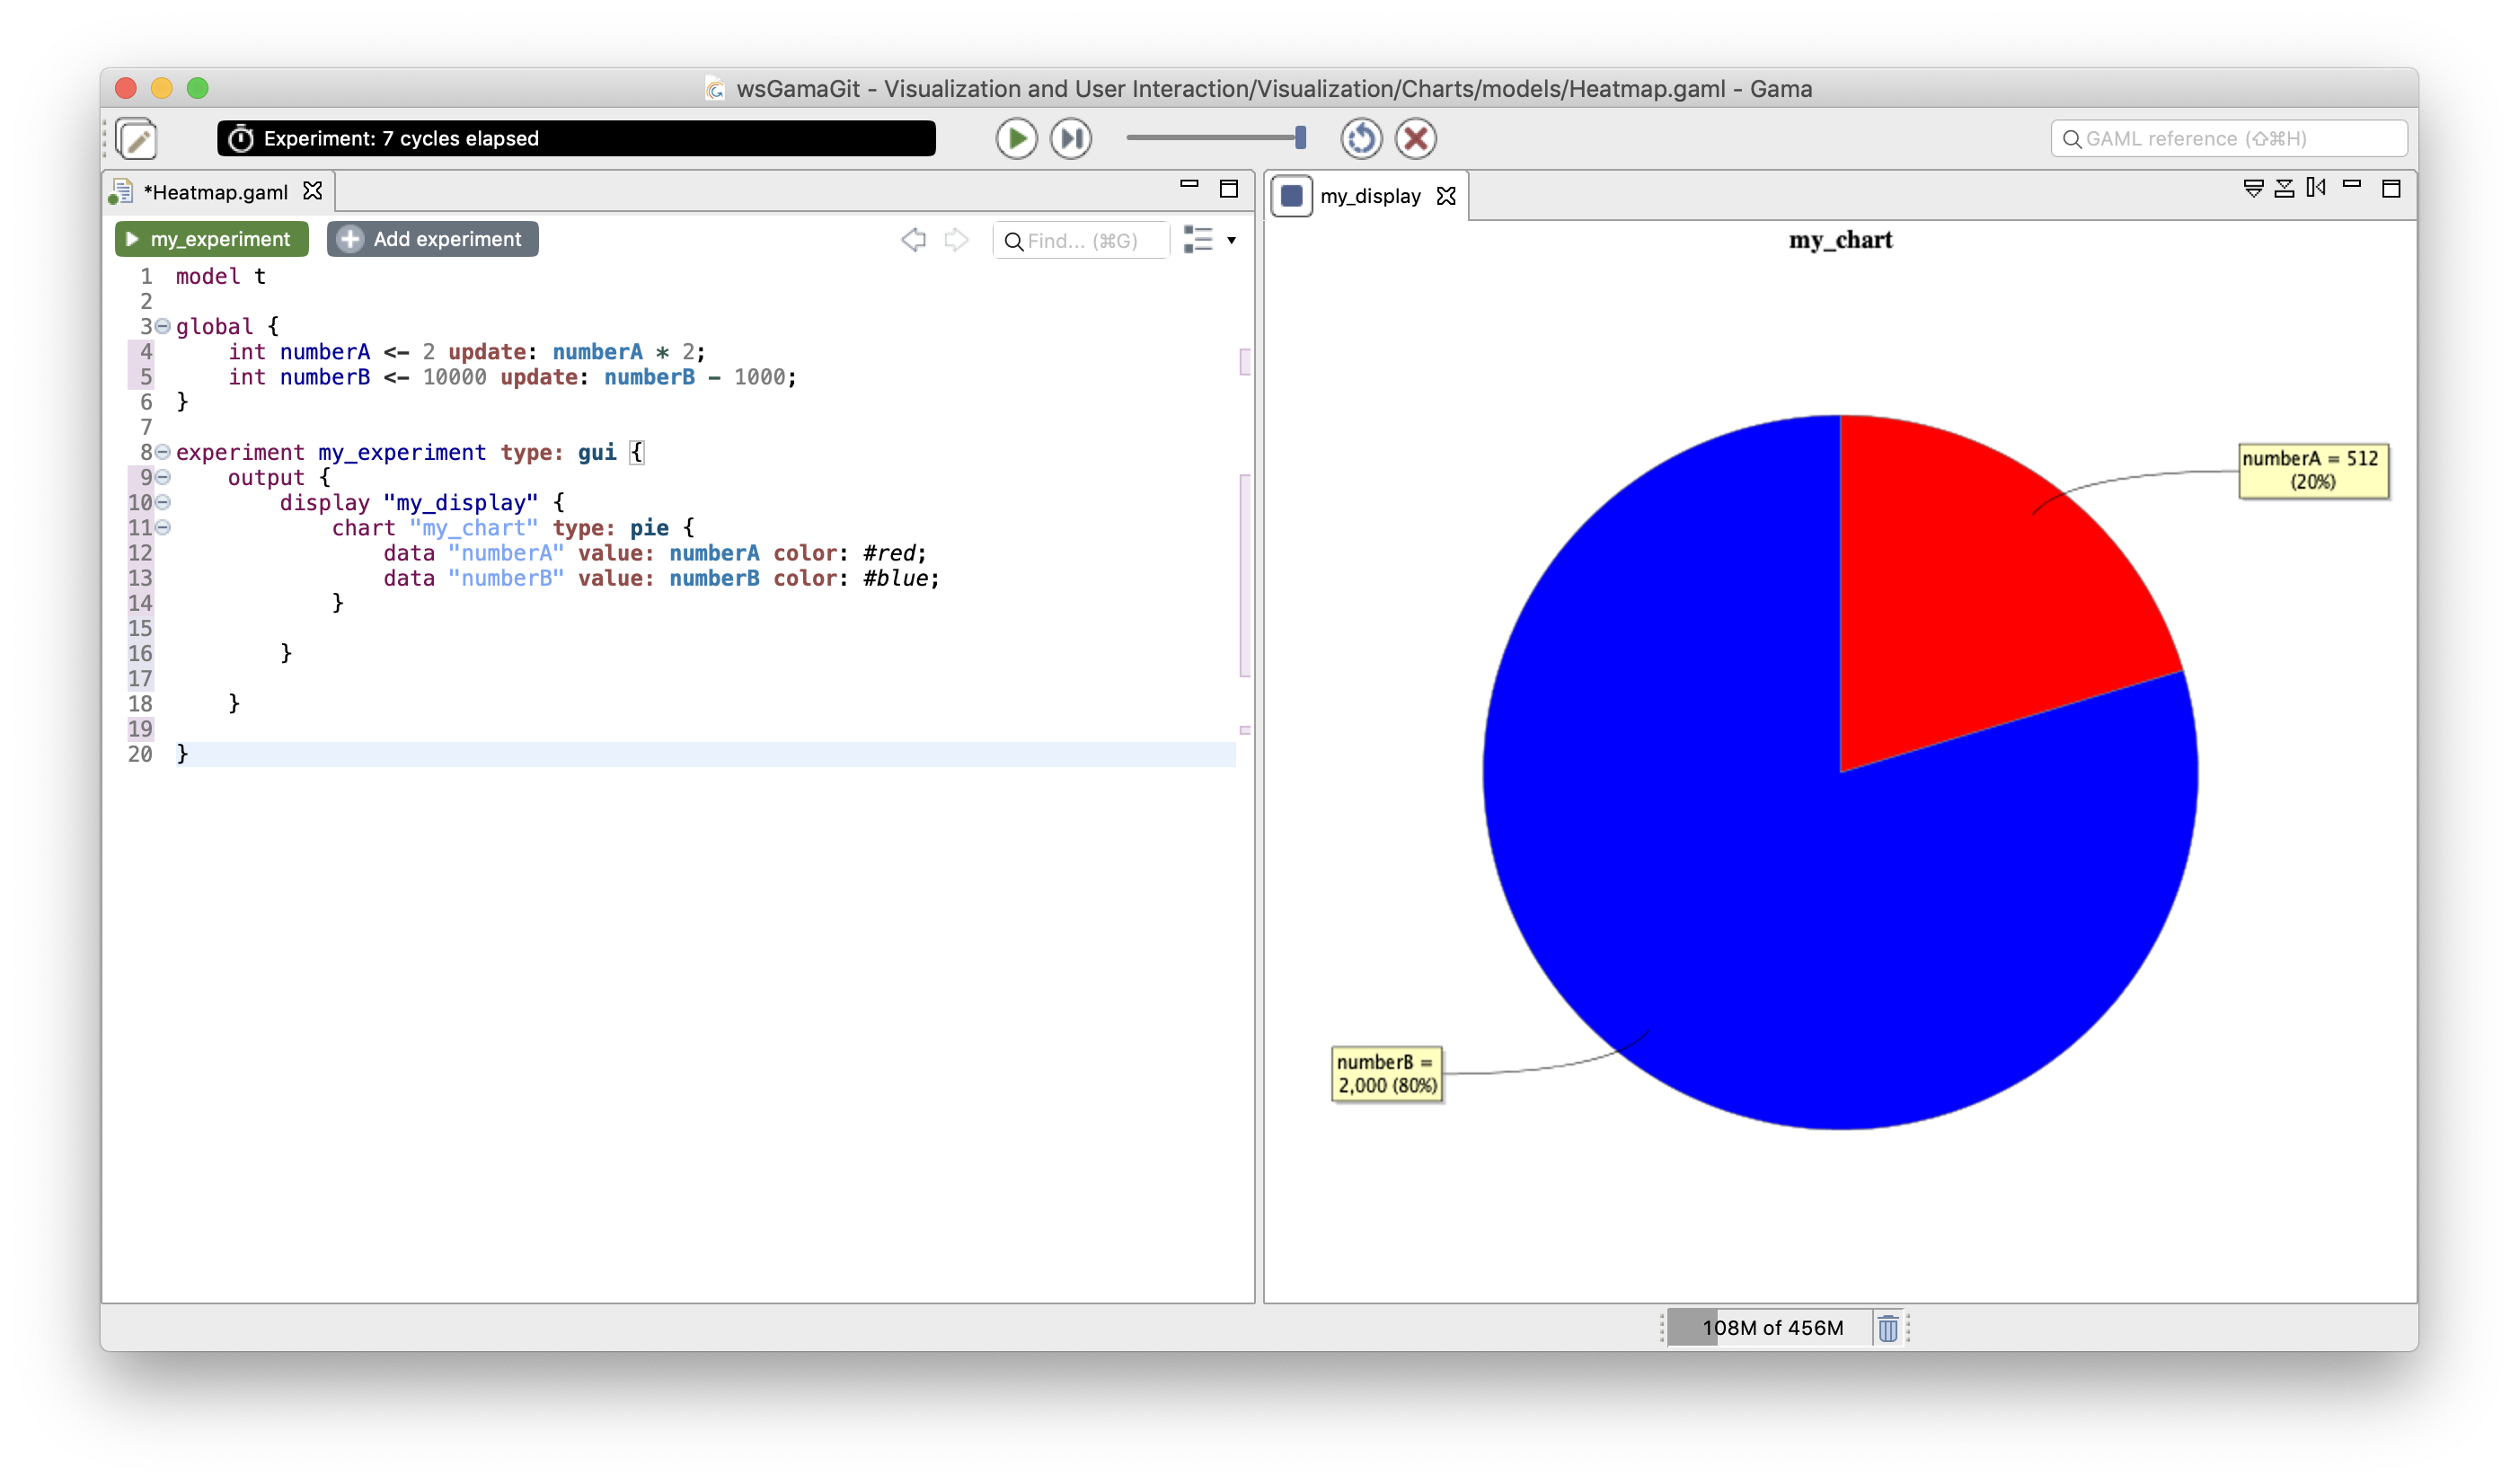 wsGamaGit - Visualization and User Interaction/Visualization/Charts/models/Heatmap.gaml - Gama
Experiment: 7 cycles elapsed
GAML reference (⇧⌘H)
*Heatmap.gaml
my_experiment
Add experiment
Find... (⌘G)
1 model t
2
3 global {
4     int numberA <- 2 update: numberA * 2;
5     int numberB <- 10000 update: numberB - 1000;
6 }
7
8 experiment my_experiment type: gui {
9     output {
10         display "my_display" {
11             chart "my_chart" type: pie {
12                 data "numberA" value: numberA color: #red;
13                 data "numberB" value: numberB color: #blue;
14             }
15
16         }
17
18     }
19
20 }
my_display
my_chart
numberA = 512
(20%)
numberB =
2,000 (80%)
108M of 456M